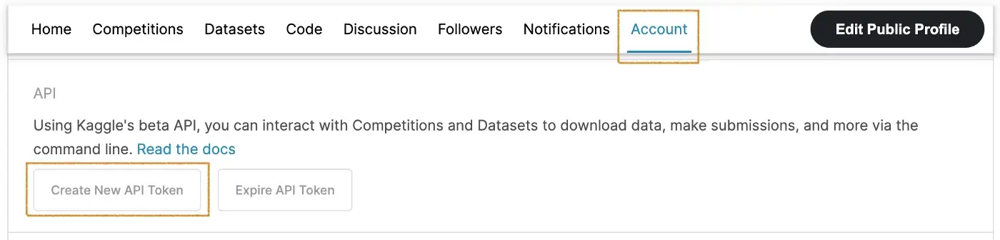 Home Competitions Datasets Code Discussion Followers Notifications Account Edit Public Profile
API
Using Kaggle's beta API, you can interact with Competitions and Datasets to download data, make submissions, and more via the
command line. Read the docs
Create New API Token Expire API Token